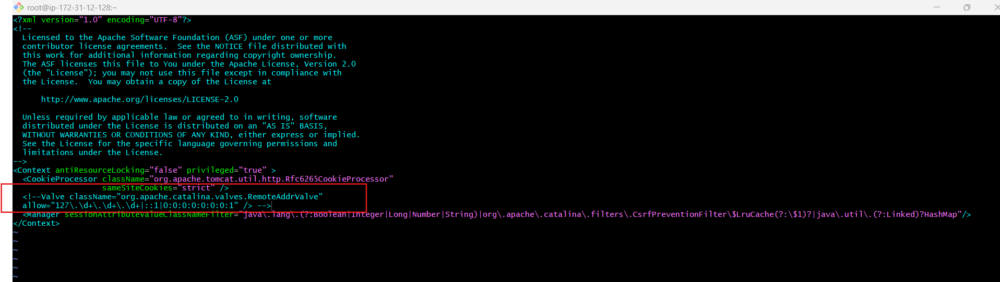 root@ip-172-31-12-128:~
<?xml version="1.0" encoding="UTF-8"?>
<!--
  Licensed to the Apache Software Foundation (ASF) under one or more
  contributor license agreements.  See the NOTICE file distributed with
  this work for additional information regarding copyright ownership.
  The ASF licenses this file to You under the Apache License, Version 2.0
  (the "License"); you may not use this file except in compliance with
  the License.  You may obtain a copy of the License at

      http://www.apache.org/licenses/LICENSE-2.0

  Unless required by applicable law or agreed to in writing, software
  distributed under the License is distributed on an "AS IS" BASIS,
  WITHOUT WARRANTIES OR CONDITIONS OF ANY KIND, either express or implied.
  See the License for the specific language governing permissions and
  limitations under the License.
-->
<Context antiResourceLocking="false" privileged="true" >
  <CookieProcessor className="org.apache.tomcat.util.http.Rfc6265CookieProcessor"
                   sameSiteCookies="strict" />
  <!--Valve className="org.apache.catalina.valves.RemoteAddrValve"
  allow="127\.\d+\.\d+\.\d+|::1|0:0:0:0:0:0:0:1" /> -->
  <Manager sessionAttributeValueClassNameFilter="java\.lang\.(?:Boolean|Integer|Long|Number|String)|org\.apache\.catalina\.filters\.CsrfPreventionFilter\$LruCache(?:\$1)?|java\.util\.(?:Linked)?HashMap"/>
</Context>
~
~
~
~
~
~